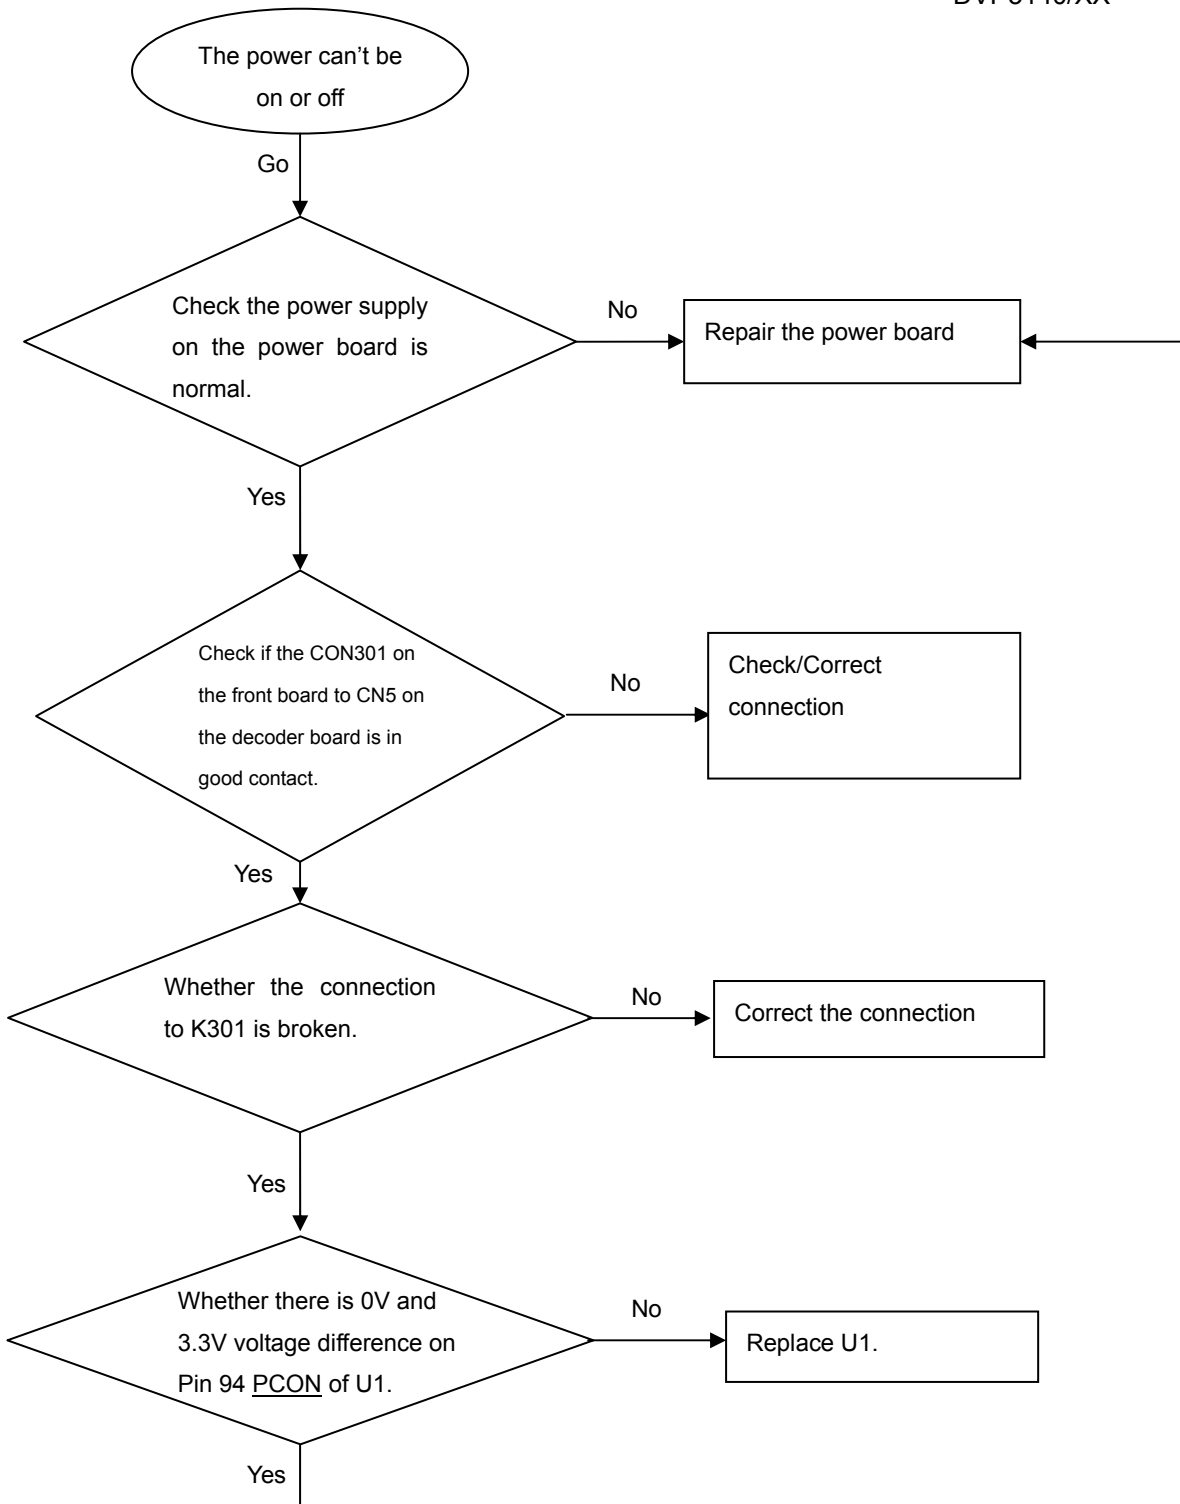 The power can’t be
on or off
Go
Check the power supply
on the power board is
normal.
No
Repair the power board
Yes
Check if the CON301 on
the front board to CN5 on
the decoder board is in
good contact.
No
Check/Correct
connection
Yes
Whether the connection
to K301 is broken.
No
Correct the connection
Yes
Whether there is 0V and
3.3V voltage difference on
Pin 94 PCON of U1.
No
Replace U1.
Yes